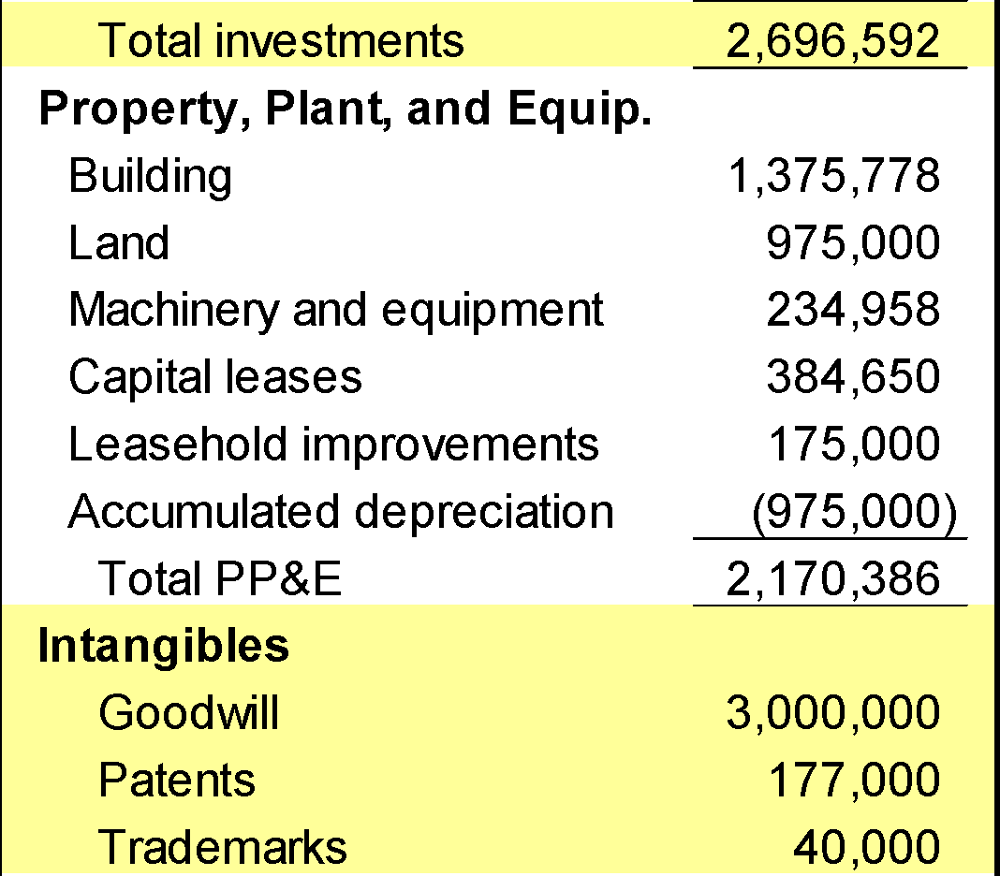 Total investments 2,696,592
Property, Plant, and Equip.
Building 1,375,778
Land 975,000
Machinery and equipment 234,958
Capital leases 384,650
Leasehold improvements 175,000
Accumulated depreciation (975,000)
Total PP&E 2,170,386
Intangibles
Goodwill 3,000,000
Patents 177,000
Trademarks 40,000